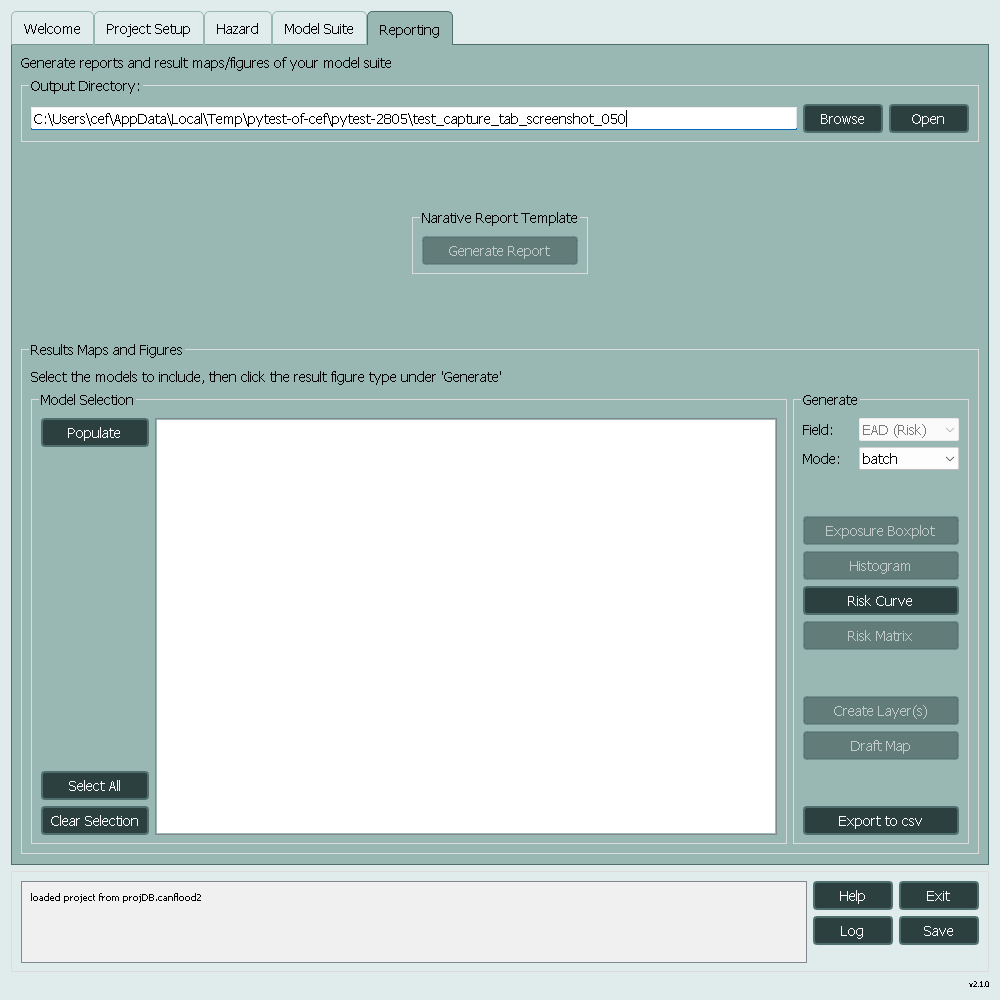 Welcome
Project Setup
Hazard
Model Suite
Reporting
Generate reports and result maps/figures of your model suite
Output Directory:
C:\Users\cef\AppData\Local\Temp\pytest-of-cef\pytest-2805\test_capture_tab_screenshot_050
Browse
Open
Narative Report Template
Generate Report
Results Maps and Figures
Select the models to include, then click the result figure type under 'Generate'
Model Selection
Populate
Select All
Clear Selection
Generate
Field:
EAD (Risk)
Mode:
batch
Exposure Boxplot
Histogram
Risk Curve
Risk Matrix
Create Layer(s)
Draft Map
Export to csv
loaded project from projDB.canflood2
Help
Exit
Log
Save
v2.1.0